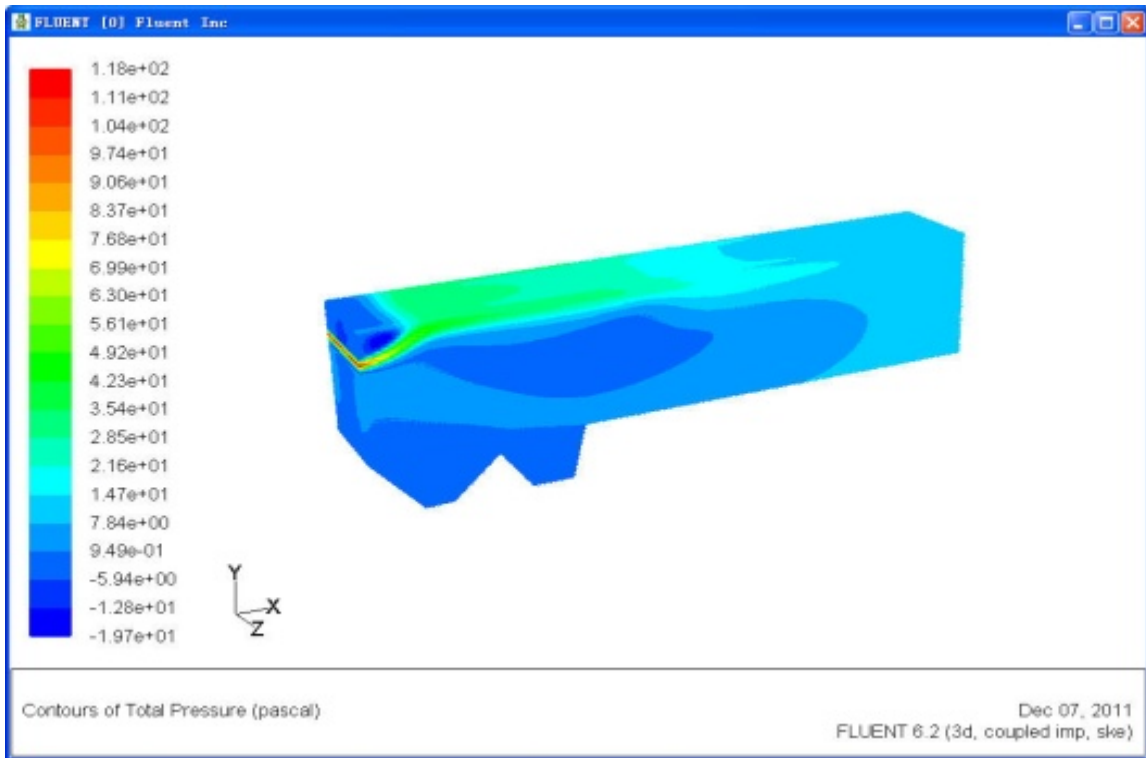 FLUENT [0] Fluent Inc
1.18e+02
1.11e+02
1.04e+02
9.74e+01
9.06e+01
8.37e+01
7.68e+01
6.99e+01
6.30e+01
5.61e+01
4.92e+01
4.23e+01
3.54e+01
2.85e+01
2.16e+01
1.47e+01
7.84e+00
9.49e-01
-5.94e+00
-1.28e+01
-1.97e+01
Y
X
Z
Contours of Total Pressure (pascal)
Dec 07, 2011
FLUENT 6.2 (3d, coupled imp, ske)